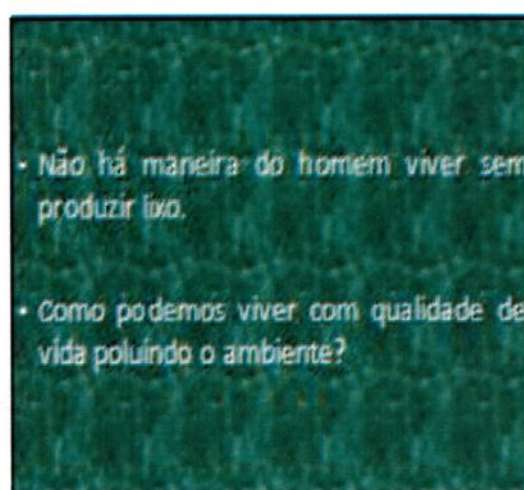 • Não há maneira do homem viver sem
produzir lixo.
• Como podemos viver com qualidade de
vida poluindo o ambiente?